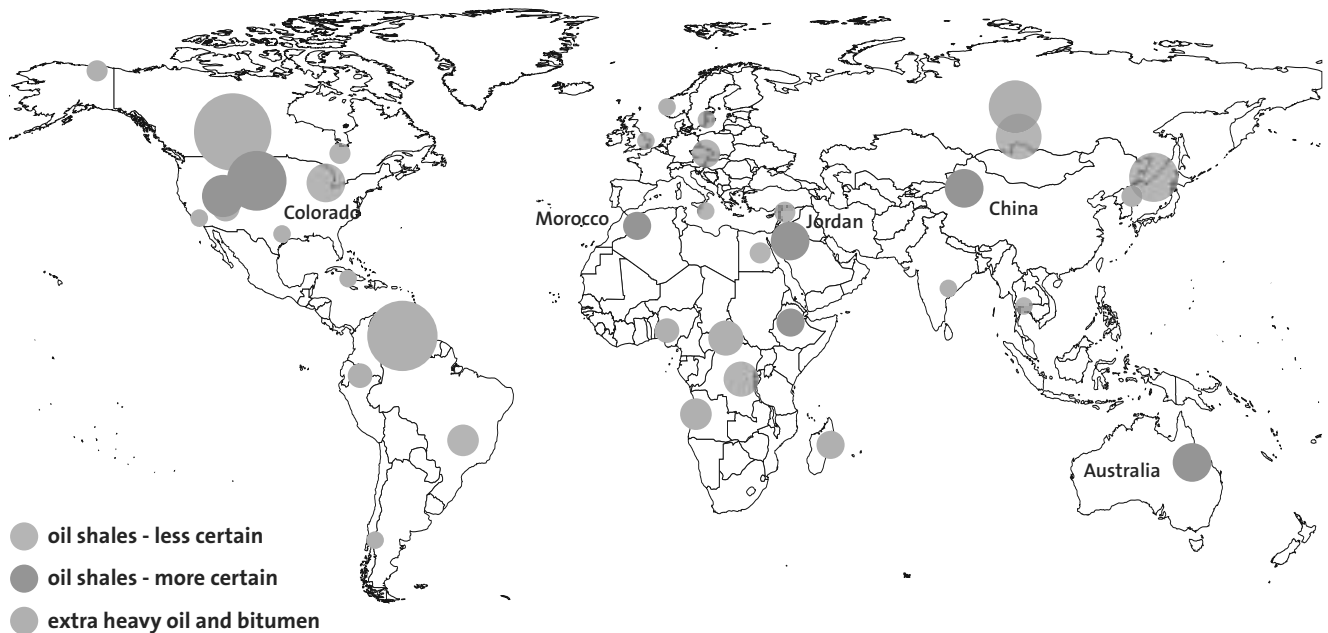 Colorado
Morocco
Jordan
China
Australia
oil shales - less certain
oil shales - more certain
extra heavy oil and bitumen